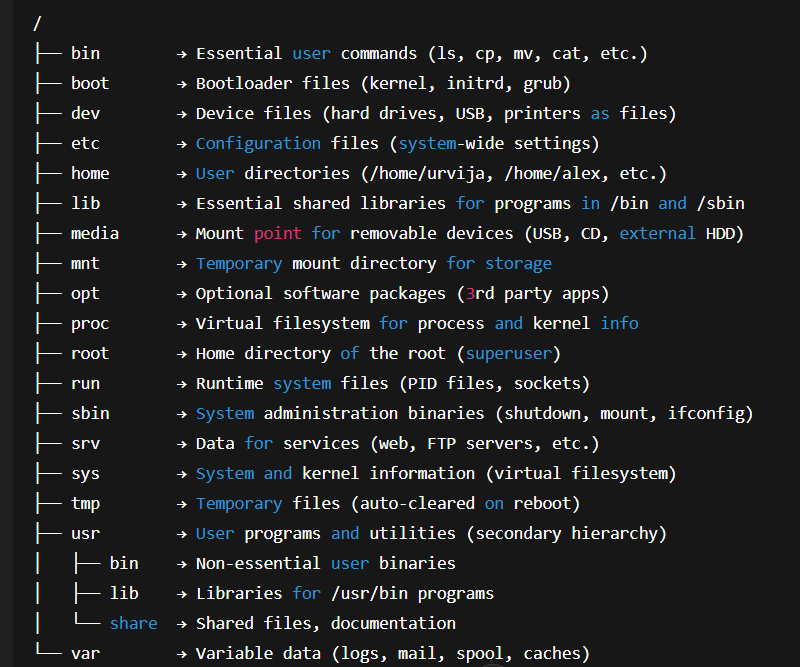 /
├── bin        → Essential user commands (ls, cp, mv, cat, etc.)
├── boot       → Bootloader files (kernel, initrd, grub)
├── dev        → Device files (hard drives, USB, printers as files)
├── etc        → Configuration files (system-wide settings)
├── home       → User directories (/home/urvija, /home/alex, etc.)
├── lib        → Essential shared libraries for programs in /bin and /sbin
├── media      → Mount point for removable devices (USB, CD, external HDD)
├── mnt        → Temporary mount directory for storage
├── opt        → Optional software packages (3rd party apps)
├── proc       → Virtual filesystem for process and kernel info
├── root       → Home directory of the root (superuser)
├── run        → Runtime system files (PID files, sockets)
├── sbin       → System administration binaries (shutdown, mount, ifconfig)
├── srv        → Data for services (web, FTP servers, etc.)
├── sys        → System and kernel information (virtual filesystem)
├── tmp        → Temporary files (auto-cleared on reboot)
├── usr        → User programs and utilities (secondary hierarchy)
│   ├── bin    → Non-essential user binaries
│   ├── lib    → Libraries for /usr/bin programs
│   └── share  → Shared files, documentation
└── var        → Variable data (logs, mail, spool, caches)